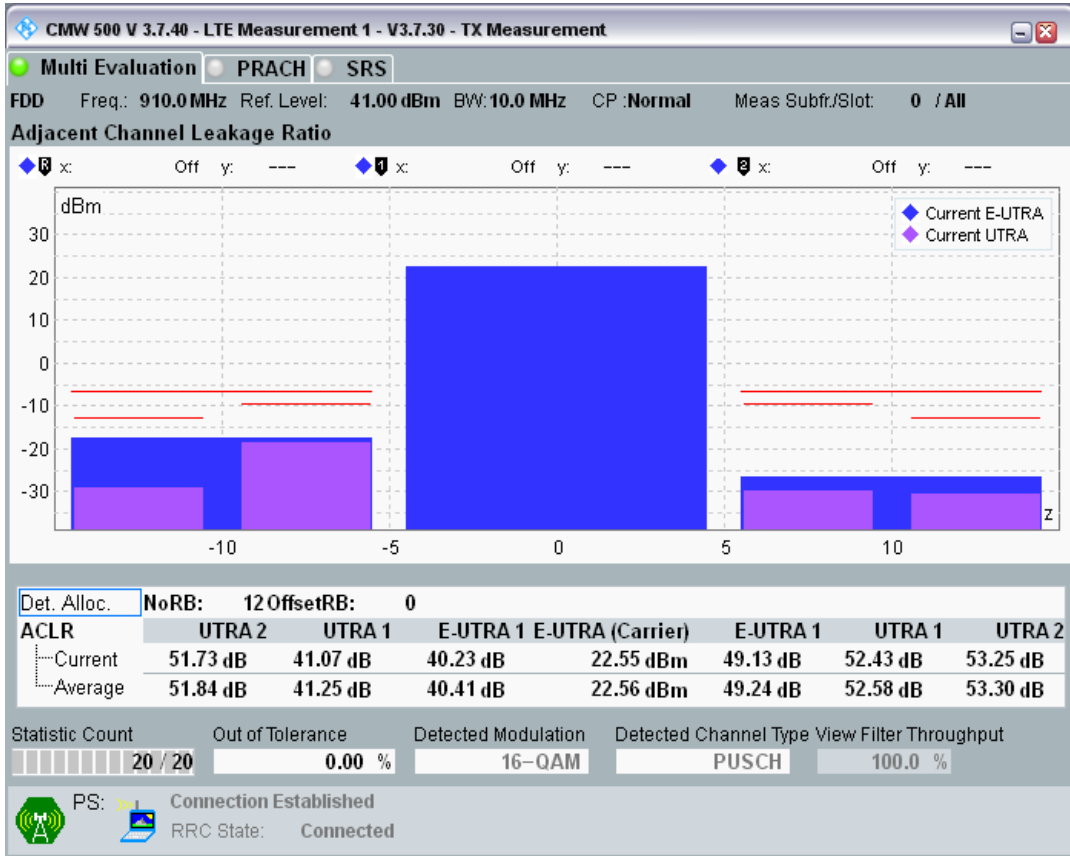 CMW 500 V 3.7.40 - LTE Measurement 1 - V3.7.30 - TX Measurement
Multi Evaluation PRACH SRS
FDD Freq.: 910.0 MHz Ref. Level: 41.00 dBm BW: 10.0 MHz CP :Normal Meas Subfr./Slot: 0 / All
Adjacent Channel Leakage Ratio
R x: Off y: --- 1 x: Off y: --- 2 x: Off y: ---
dBm
Current E-UTRA
Current UTRA
30
20
10
0
-10
-20
-30
z
-10 -5 0 5 10
Det. Alloc. NoRB: 12 OffsetRB: 0
ACLR UTRA 2 UTRA 1 E-UTRA 1 E-UTRA (Carrier) E-UTRA 1 UTRA 1 UTRA 2
Current 51.73 dB 41.07 dB 40.23 dB 22.55 dBm 49.13 dB 52.43 dB 53.25 dB
Average 51.84 dB 41.25 dB 40.41 dB 22.56 dBm 49.24 dB 52.58 dB 53.30 dB
Statistic Count Out of Tolerance Detected Modulation Detected Channel Type View Filter Throughput
20 / 20 0.00 % 16-QAM PUSCH 100.0 %
PS: Connection Established
RRC State: Connected